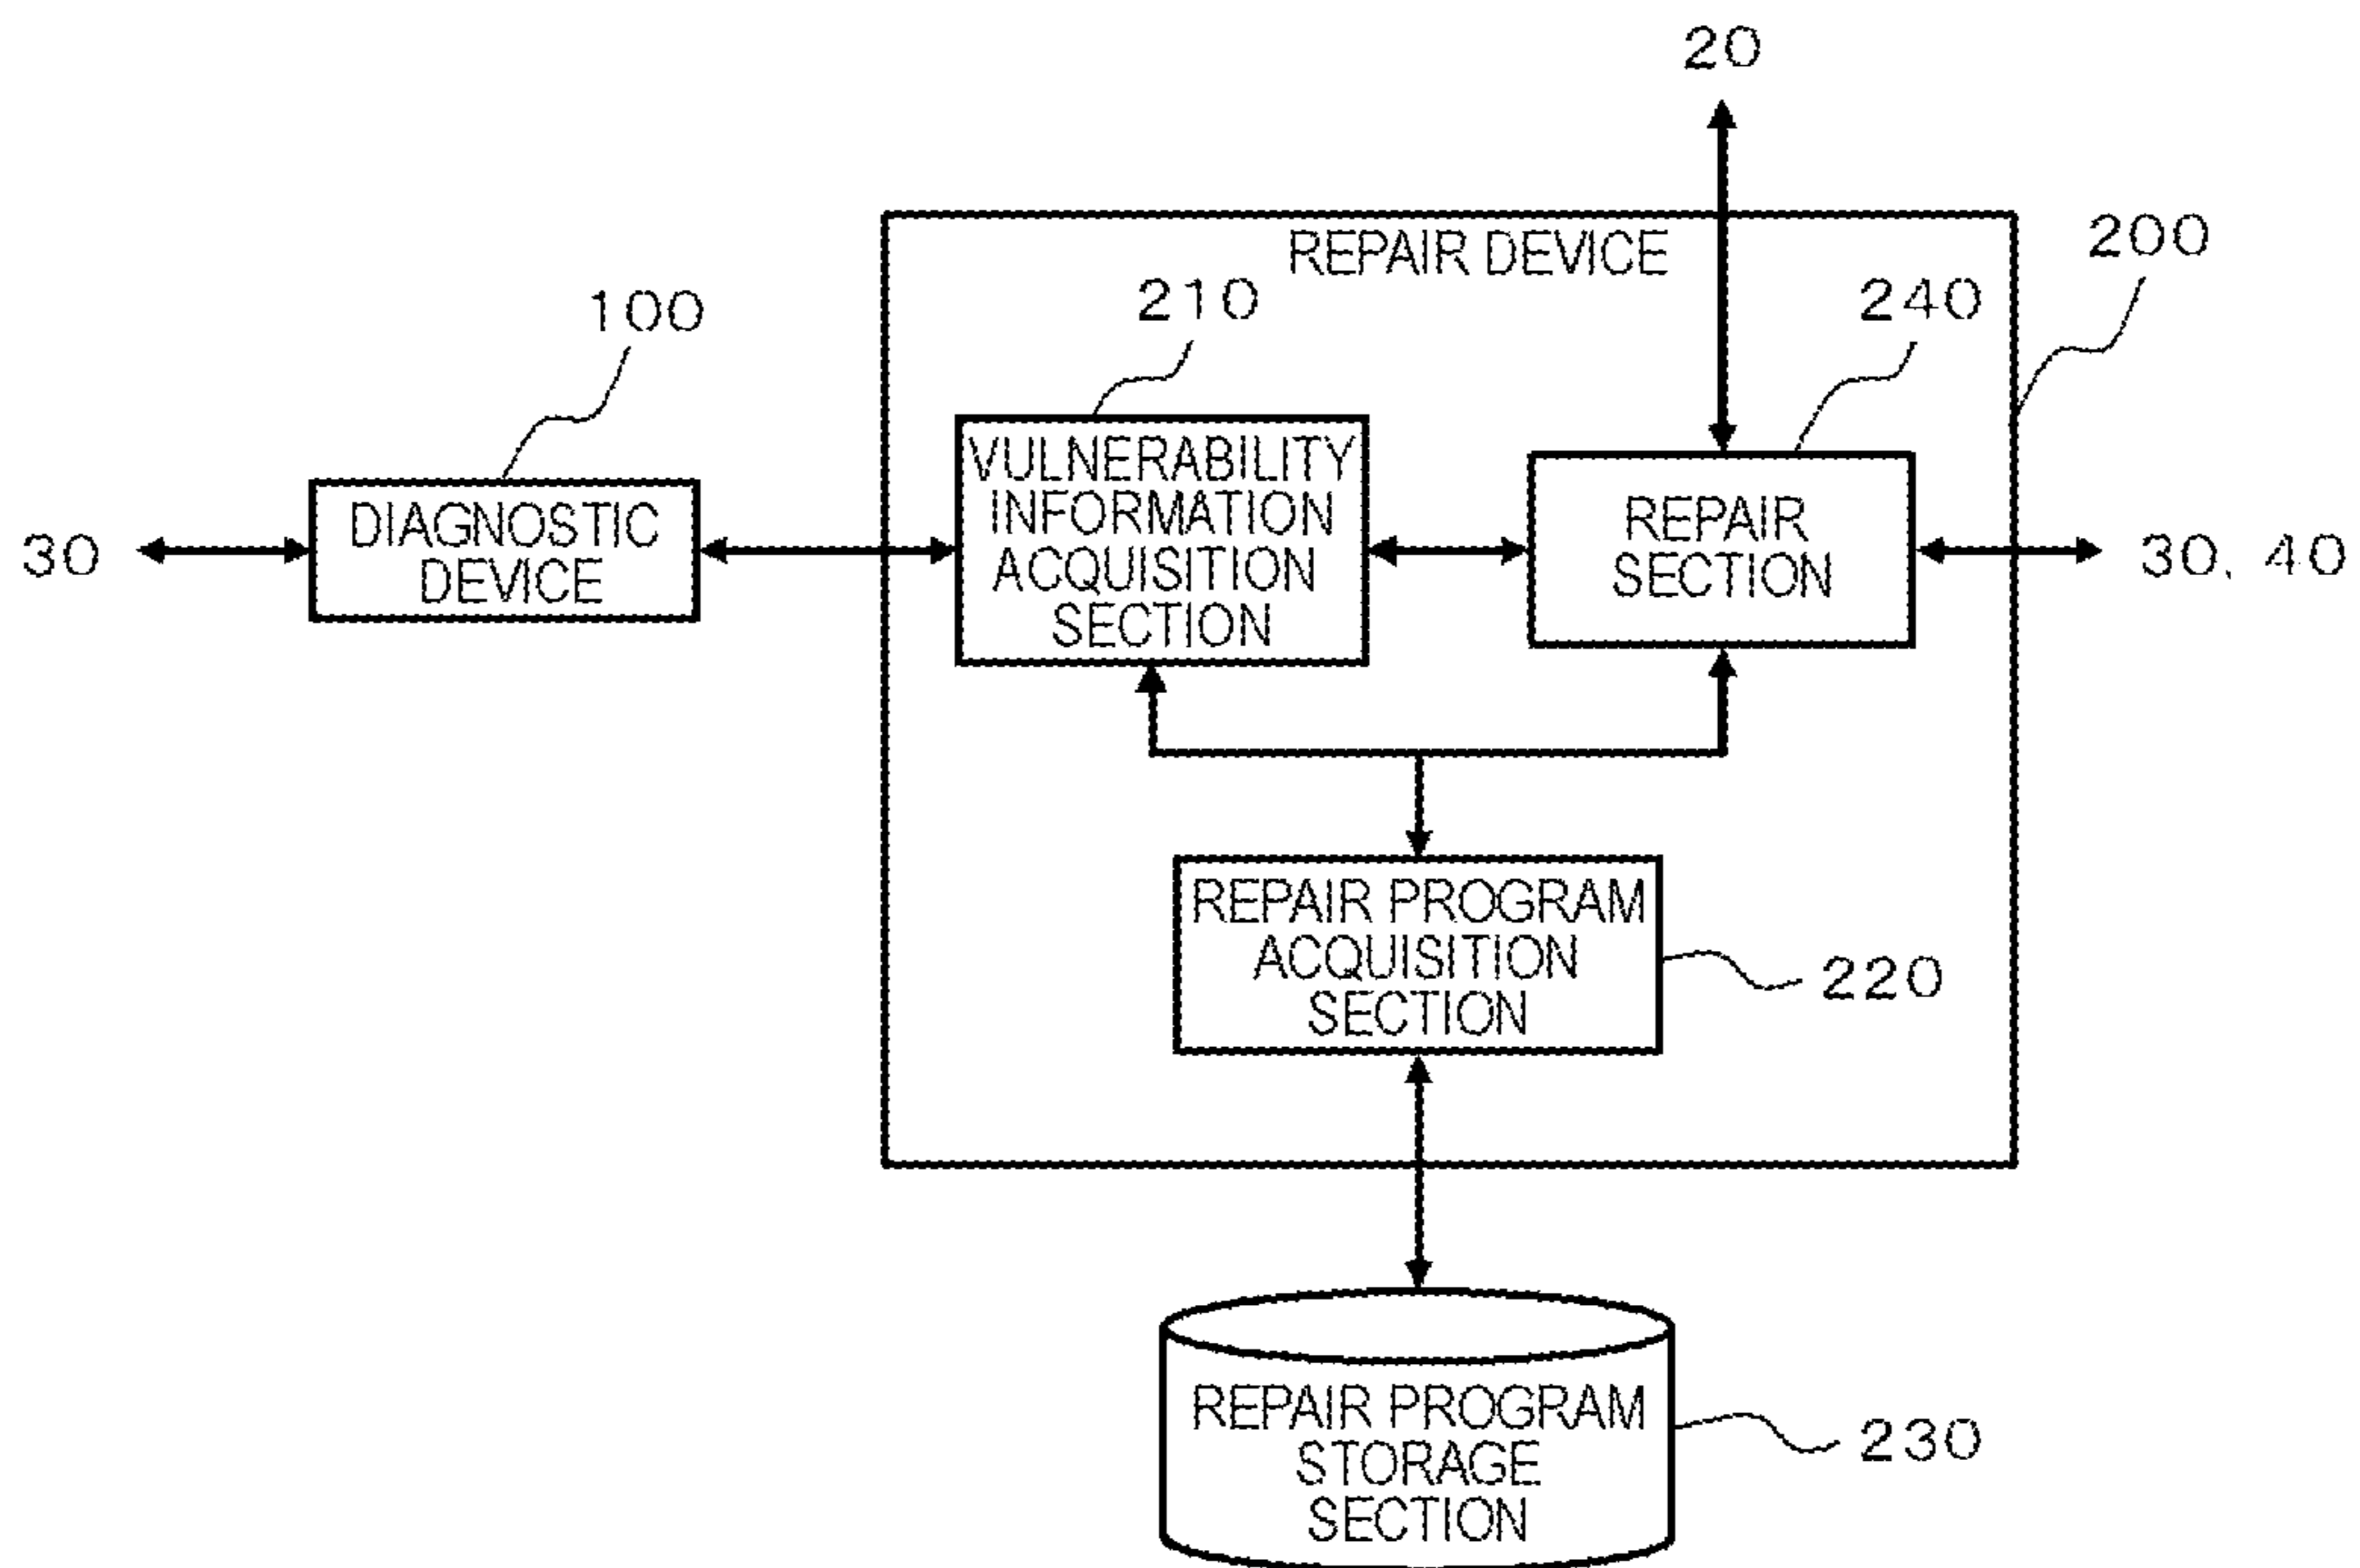 20
REPAIR DEVICE
200
210
240
100
VULNERABILITY
INFORMATION
ACQUISITION
SECTION
REPAIR
SECTION
DIAGNOSTIC
DEVICE
30
30, 40
REPAIR PROGRAM
ACQUISITION
SECTION
220
REPAIR PROGRAM
STORAGE
SECTION
230